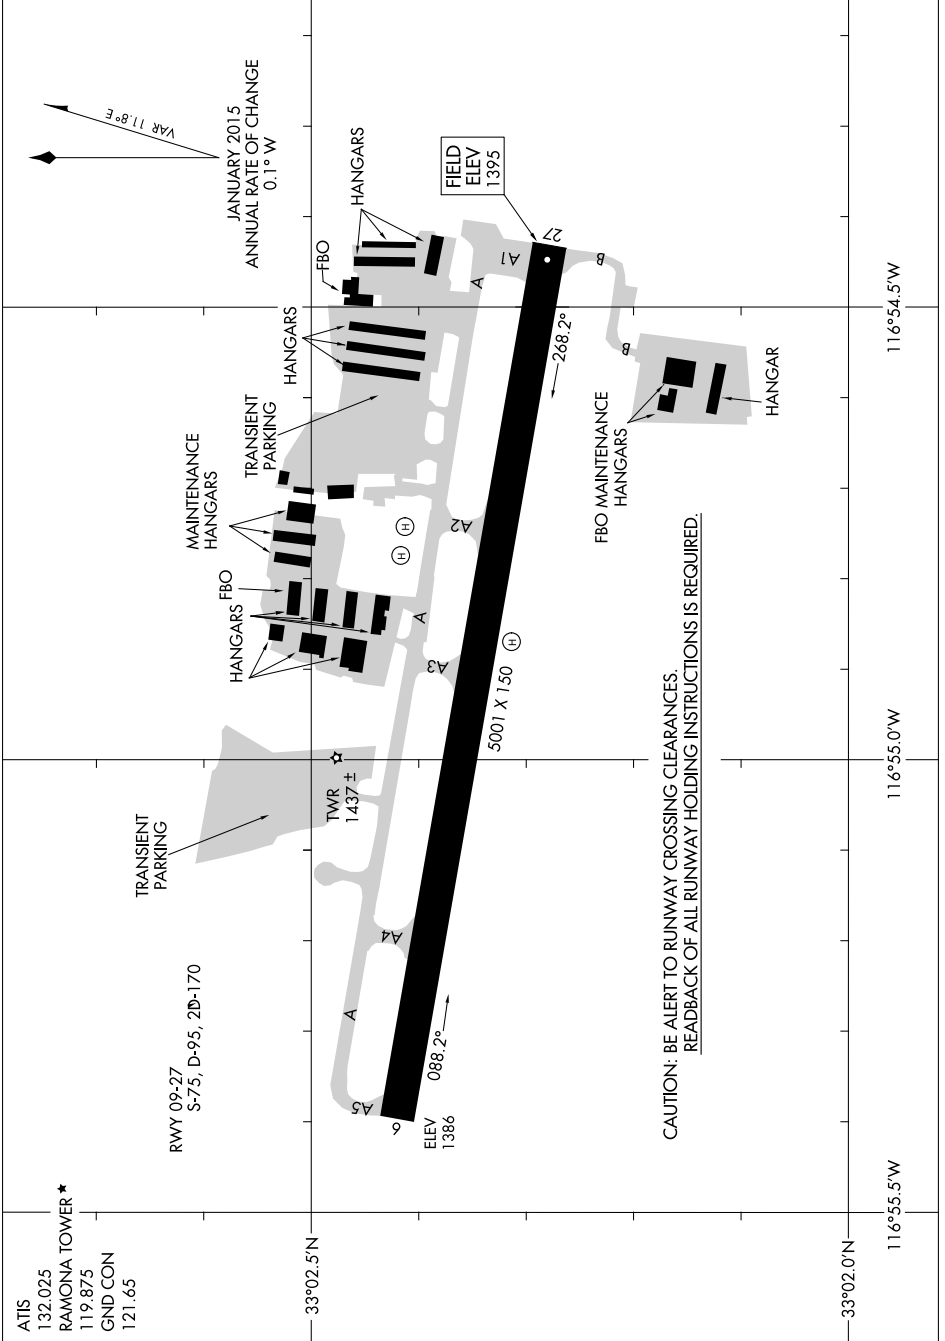 ATIS
132.025
RAMONA TOWER ★
119.875
GND CON
121.65
RWY 09-27
S-75, D-95, 2D-170
TRANSIENT
PARKING
TWR
1437 ±
HANGARS
FBO
MAINTENANCE
HANGARS
TRANSIENT
PARKING
HANGARS
FBO
HANGARS
JANUARY 2015
ANNUAL RATE OF CHANGE
0.1° W
VAR 11.8° E
FIELD
ELEV
1395
A5
A
A4
A3
A
A2
A
A1
B
B
H
H
H
9
27
ELEV
1386
088.2°
5001 X 150
268.2°
FBO MAINTENANCE
HANGARS
HANGAR
CAUTION: BE ALERT TO RUNWAY CROSSING CLEARANCES.
READBACK OF ALL RUNWAY HOLDING INSTRUCTIONS IS REQUIRED.
33°02.5'N
33°02.0'N
116°55.5'W
116°55.0'W
116°54.5'W